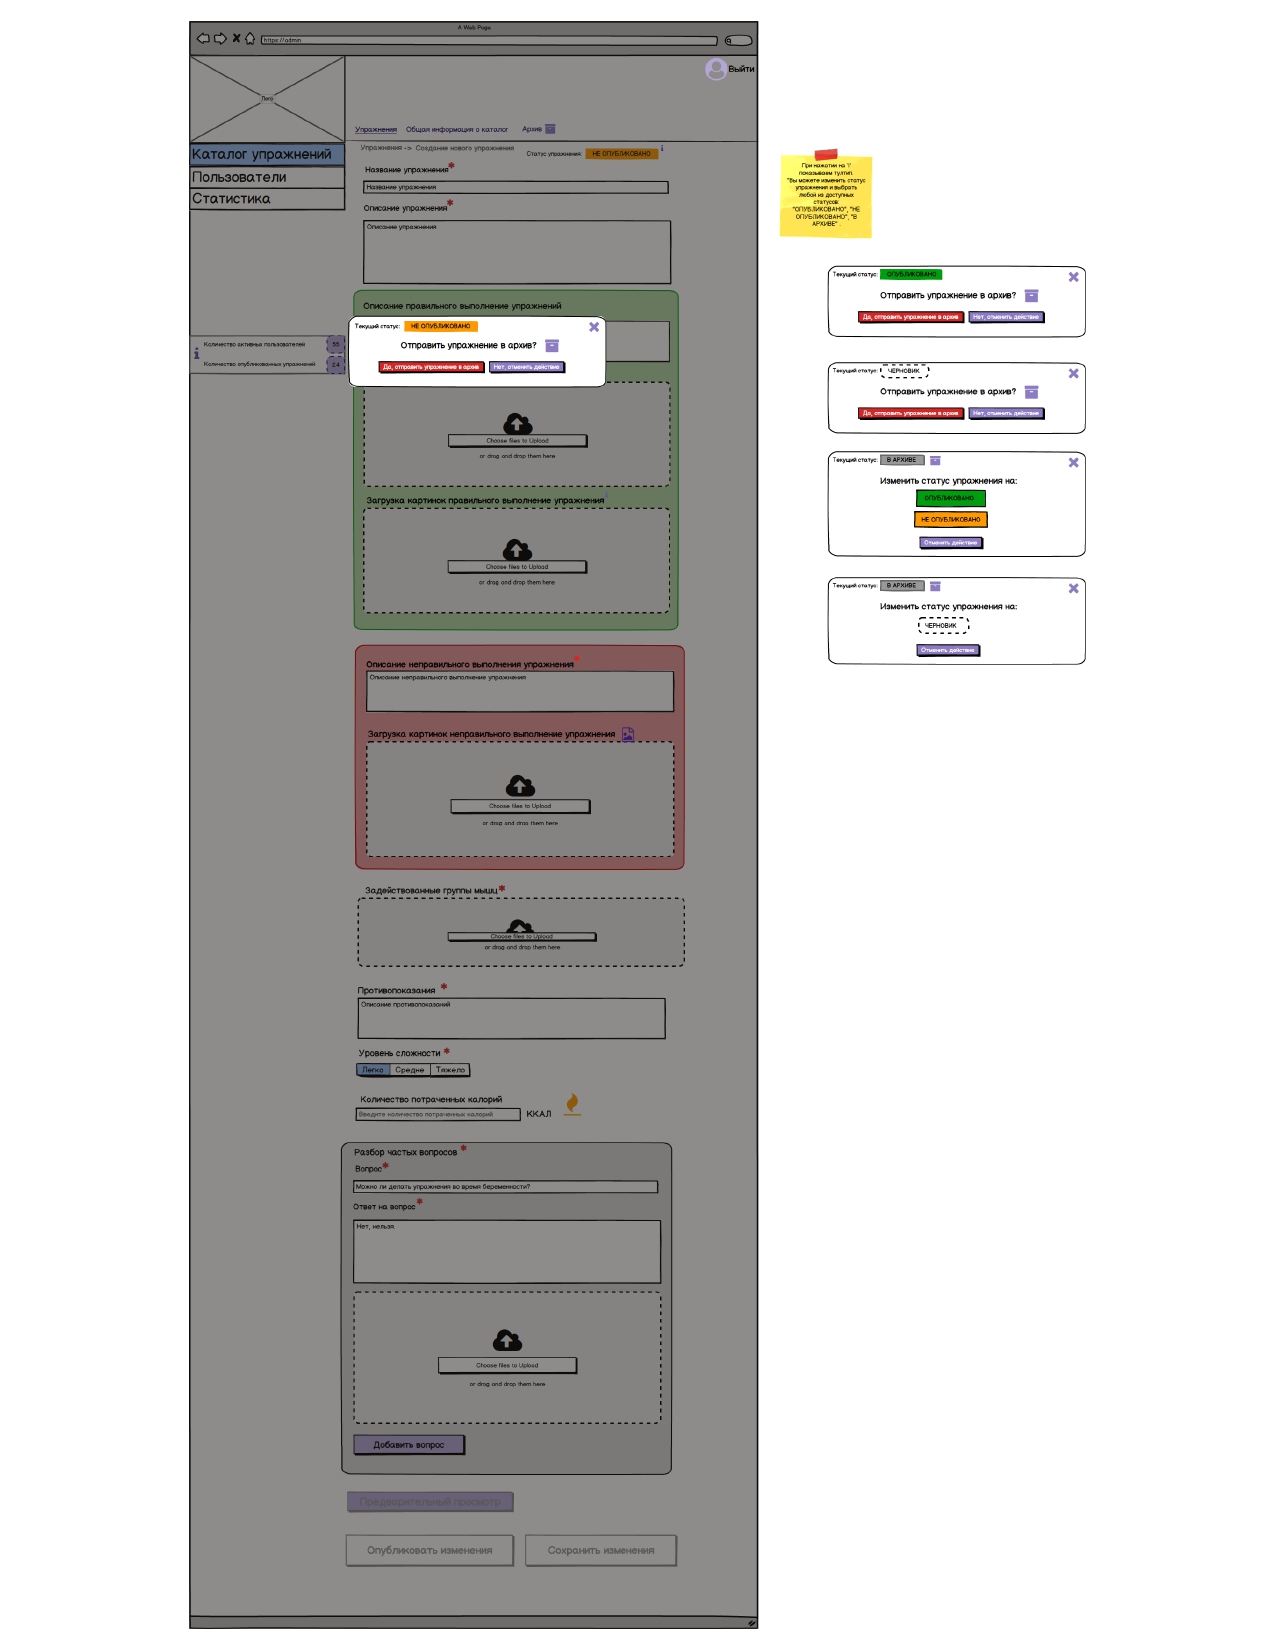 A Web Page
https://admin
Лого
Выйти
Упражнения
Общая информация о каталог
Архив
Каталог упражнений
Пользователи
Статистика
Упражнения -> Создание нового упражнения
Статус упражнения:
НЕ ОПУБЛИКОВАНО
i
Название упражнения*
Название упражнения
Описание упражнения*
Описание упражнения
Описание правильного выполнение упражнений
i
Количество активных пользователей
55
Количество опубликованных упражнений
24
Текущий статус:
НЕ ОПУБЛИКОВАНО
Отправить упражнение в архив?
Да, отправить упражнение в архив
Нет, отменить действие
Choose files to Upload
or drag and drop them here
Загрузка картинок правильного выполнение упражнения
i
Choose files to Upload
or drag and drop them here
Описание неправильного выполнения упражнения*
Описание неправильного выполнение упражнения
Загрузка картинок неправильного выполнение упражнения
Choose files to Upload
or drag and drop them here
Задействованные группы мышц*
Choose files to Upload
or drag and drop them here
Противопоказания *
Описание противопоказаний
Уровень сложности *
Легко
Средне
Тяжело
Количество потраченных калорий
Введите количество потраченных калорий
ККАЛ
Разбор частых вопросов *
Вопрос*
Можно ли делать упражнения во время беременности?
Ответ на вопрос*
Нет, нельзя
Choose files to Upload
or drag and drop them here
Добавить вопрос
Предварительный просмотр
Опубликовать изменения
Сохранить изменения
При нажатии на 'i'
показываем тултип.
"Вы можете изменить статус
упражнения и выбрать
любой из доступных
статусов:
"ОПУБЛИКОВАНО", "НЕ
ОПУБЛИКОВАНО", "В
АРХИВЕ" .
Текущий статус:
ОПУБЛИКОВАНО
Отправить упражнение в архив?
Да, отправить упражнение в архив
Нет, отменить действие
Текущий статус:
ЧЕРНОВИК
Отправить упражнение в архив?
Да, отправить упражнение в архив
Нет, отменить действие
Текущий статус:
В АРХИВЕ
Изменить статус упражнения на:
ОПУБЛИКОВАНО
НЕ ОПУБЛИКОВАНО
Отменить действие
Текущий статус:
В АРХИВЕ
Изменить статус упражнения на:
ЧЕРНОВИК
Отменить действие